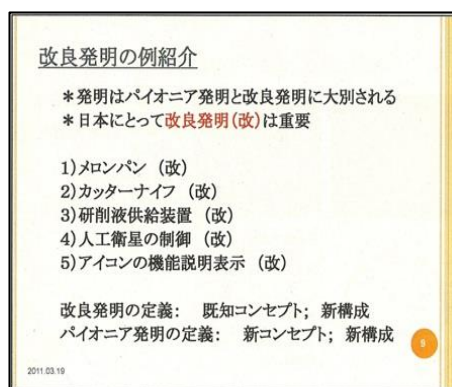 改良発明の例紹介
＊発明はパイオニア発明と改良発明に大別される
＊日本にとって改良発明(改)は重要
1)メロンパン（改）
2)カッターナイフ（改）
3)研削液供給装置（改）
4)人工衛星の制御（改）
5)アイコンの機能説明表示（改）
改良発明の定義： 既知コンセプト； 新構成
パイオニア発明の定義： 新コンセプト； 新構成
9
2011.03.19